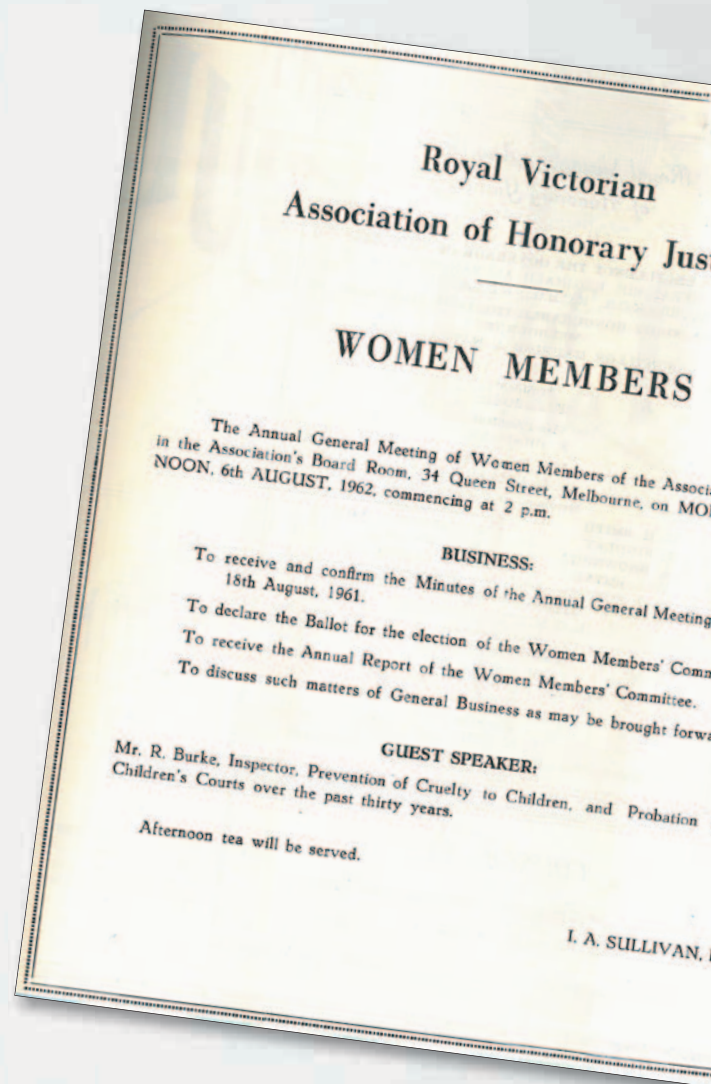 Royal Victorian
Association of Honorary Jus
WOMEN MEMBERS
The Annual General Meeting of Women Members of the Associ
in the Association's Board Room, 34 Queen Street, Melbourne, on MO
NOON, 6th AUGUST, 1962, commencing at 2 p.m.
BUSINESS:
To receive and confirm the Minutes of the Annual General Meeting
18th August, 1961.
To declare the Ballot for the election of the Women Members' Comm
To receive the Annual Report of the Women Members' Committee.
To discuss such matters of General Business as may be brought forwa
GUEST SPEAKER:
Mr. R. Burke, Inspector, Prevention of Cruelty to Children, and Probation
Children's Courts over the past thirty years.
Afternoon tea will be served.
I. A. SULLIVAN,